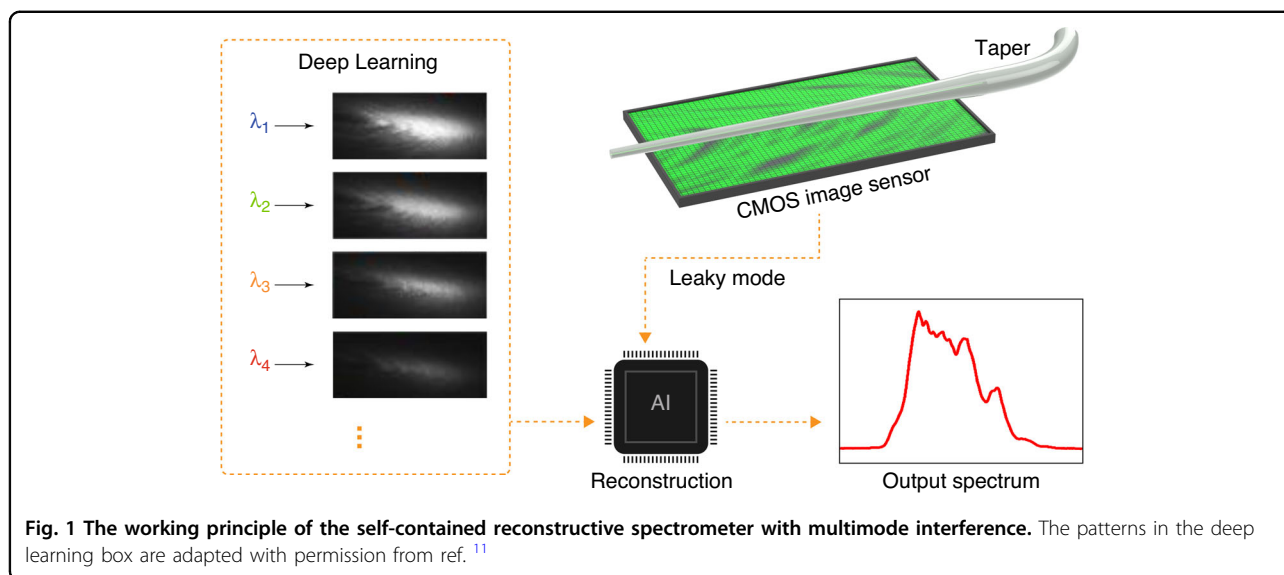 Deep Learning
λ1
λ2
λ3
λ4
Taper
CMOS image sensor
Leaky mode
AI
Reconstruction
Output spectrum
Fig. 1 The working principle of the self-contained reconstructive spectrometer with multimode interference. The patterns in the deep
learning box are adapted with permission from ref. 11